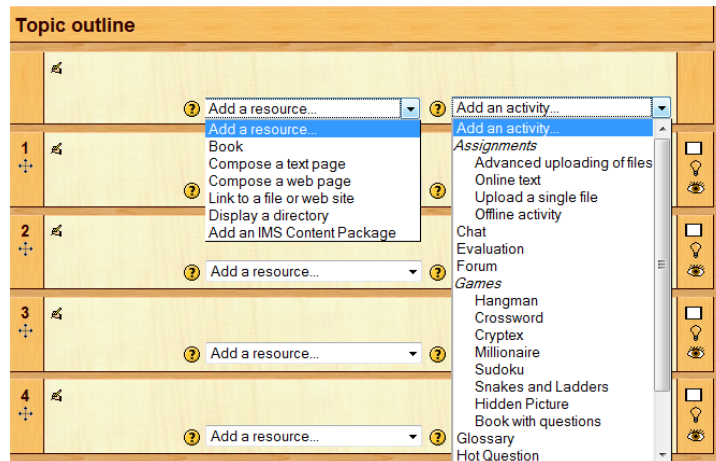 Topic outline
Add a resource...
Add a resource...
Book
Compose a text page
Compose a web page
Link to a file or web site
Display a directory
Add an IMS Content Package
Add an activity...
Add an activity...
Assignments
Advanced uploading of files
Online text
Upload a single file
Offline activity
Chat
Evaluation
Forum
Games
Hangman
Crossword
Cryptex
Millionaire
Sudoku
Snakes and Ladders
Hidden Picture
Book with questions
Glossary
Hot Question
1
2
Add a resource...
3
Add a resource...
4
Add a resource...